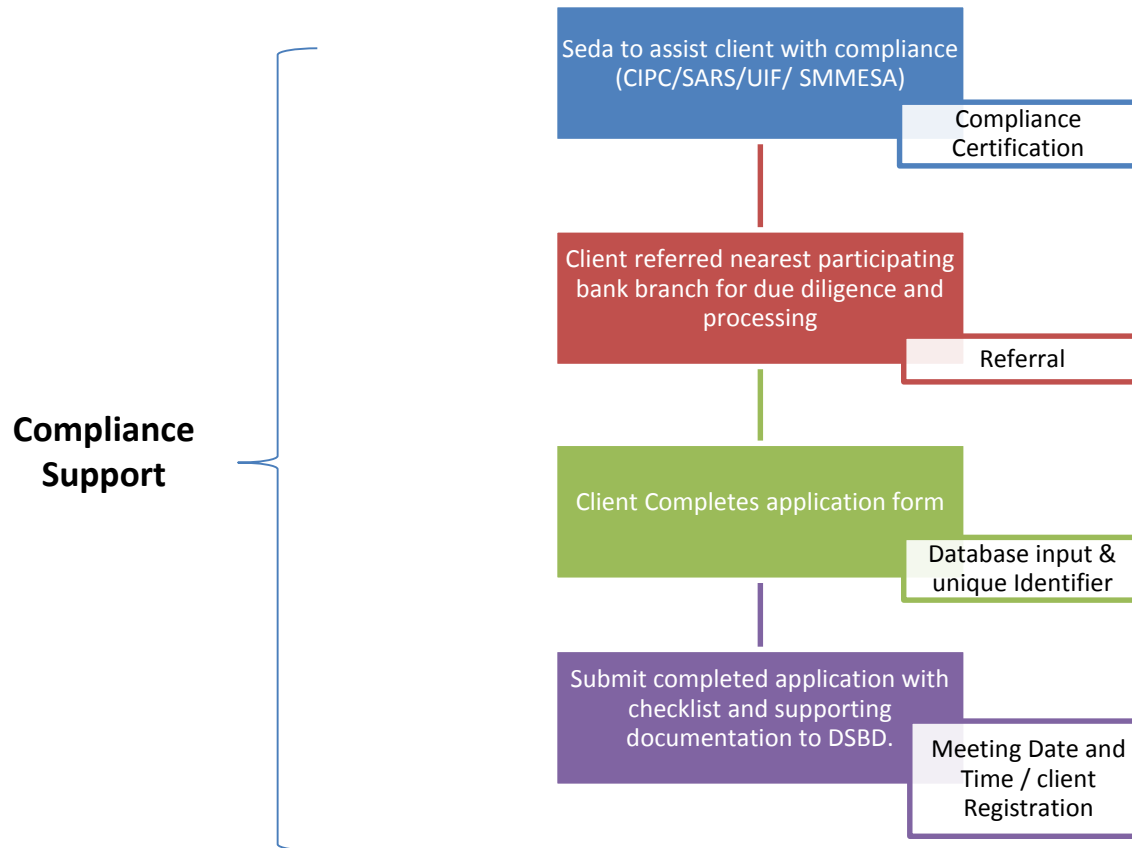 Seda to assist client with compliance
(CIPC/SARS/UIF/ SMMESA)
Compliance
Certification
Client referred nearest participating
bank branch for due diligence and
processing
Referral
Compliance
Support
Client Completes application form
Database input &
unique Identifier
Submit completed application with
checklist and supporting
documentation to DSBD.
Meeting Date and
Time / client
Registration